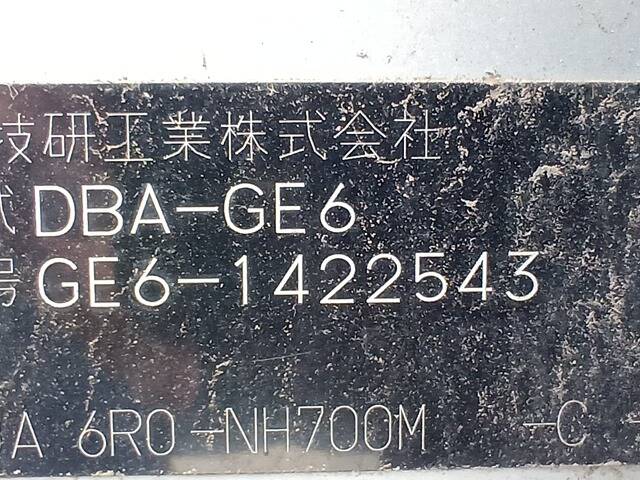 技研工業株式会社
式 DBA-GE6
号 GE6-1422543
A 6R0-NH700M -C -